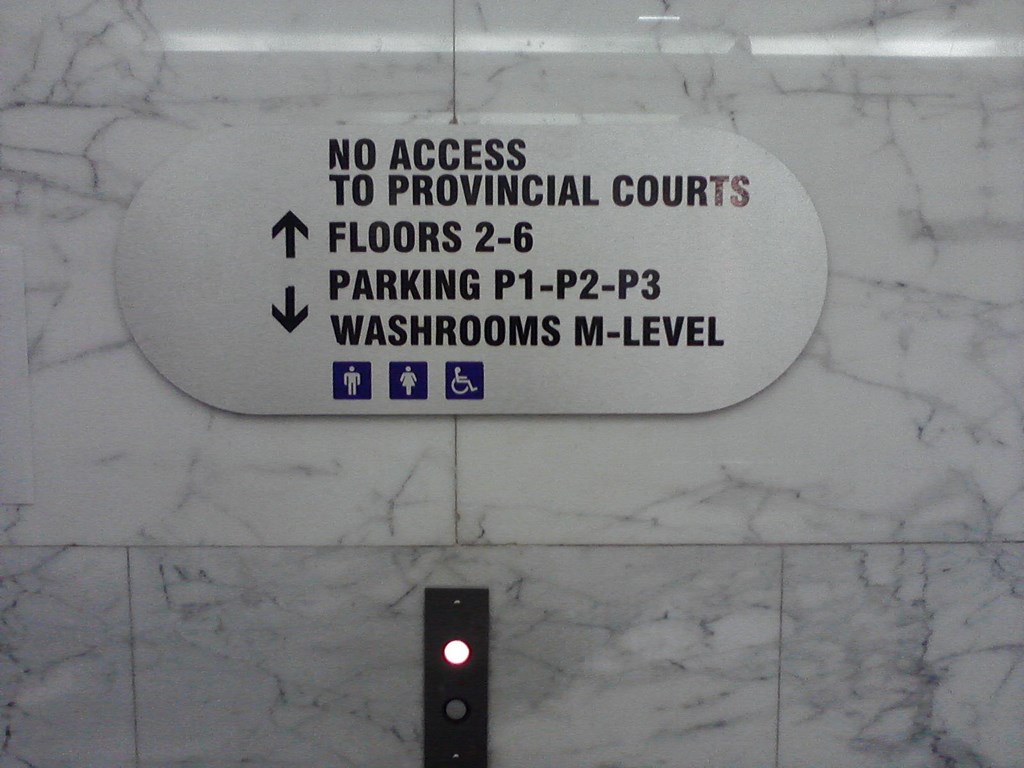 NO ACCESS
TO PROVINCIAL COURTS
↑ FLOORS 2-6
PARKING P1-P2-P3
↓ WASHROOMS M-LEVEL